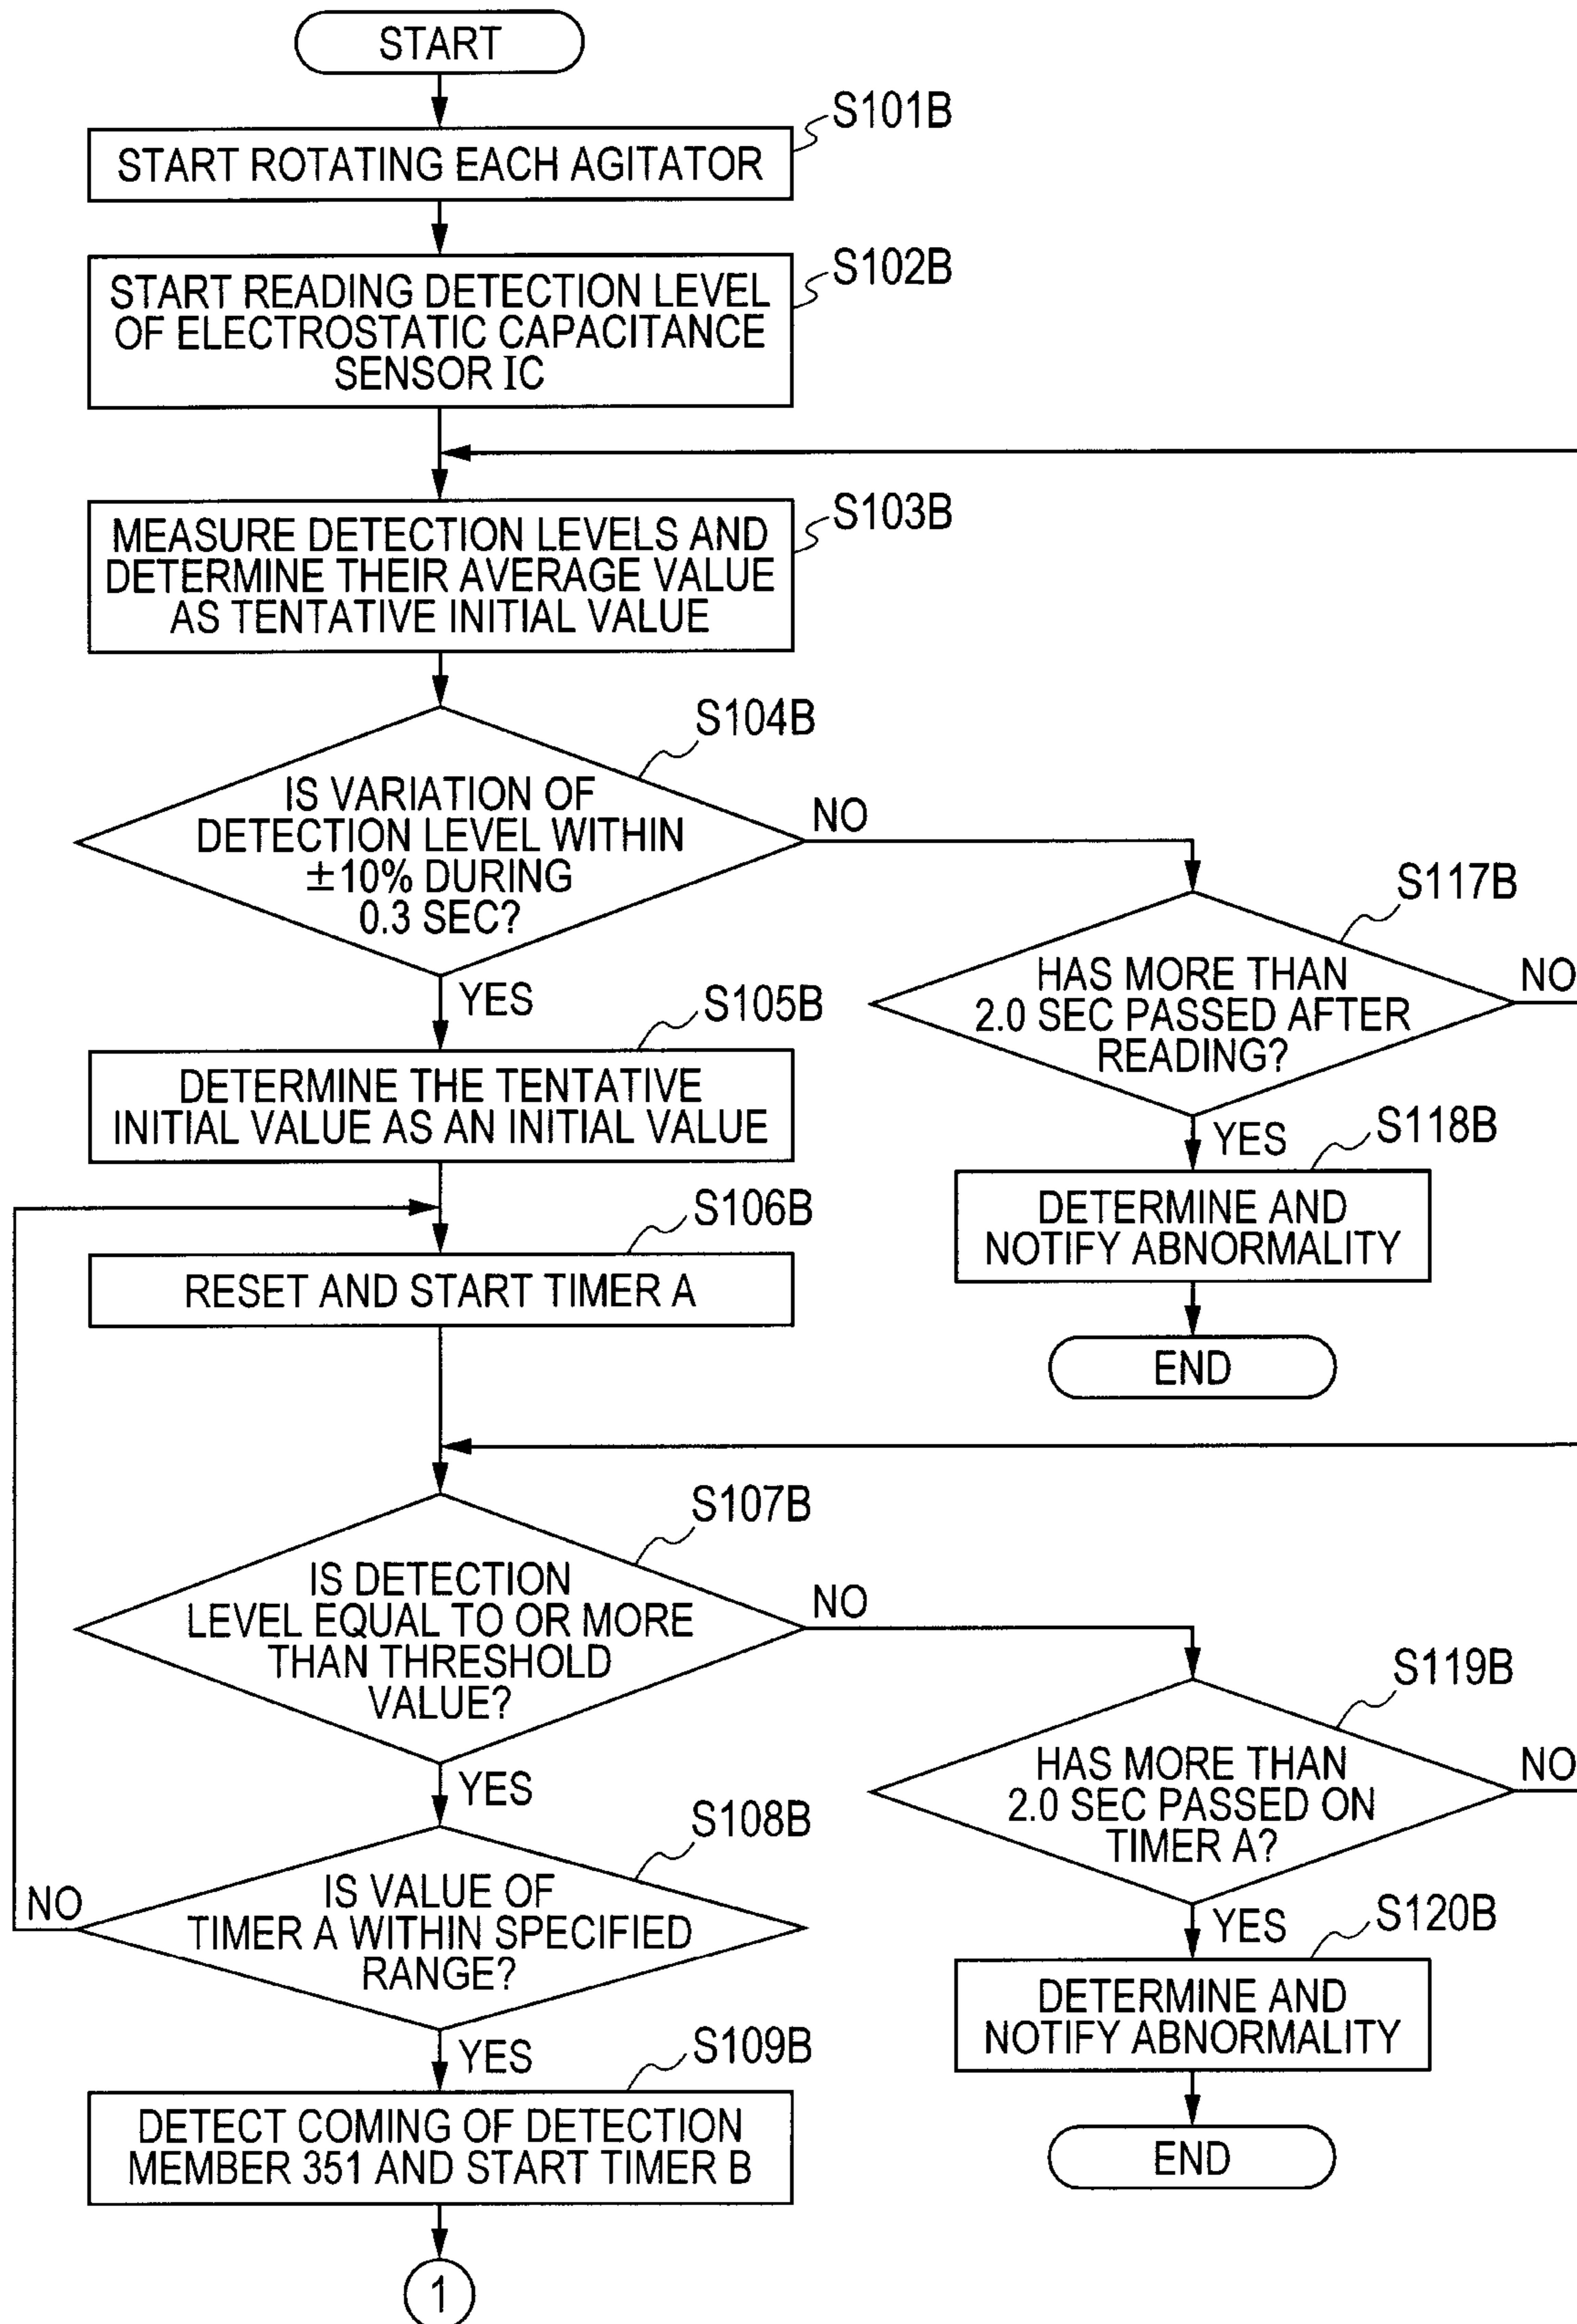 START
S101B
START ROTATING EACH AGITATOR
S102B
START READING DETECTION LEVEL
OF ELECTROSTATIC CAPACITANCE
SENSOR IC
S103B
MEASURE DETECTION LEVELS AND
DETERMINE THEIR AVERAGE VALUE
AS TENTATIVE INITIAL VALUE
S104B
IS VARIATION OF
DETECTION LEVEL WITHIN
±10% DURING
0.3 SEC?
NO
YES
S117B
HAS MORE THAN
2.0 SEC PASSED AFTER
READING?
NO
YES
S118B
DETERMINE AND
NOTIFY ABNORMALITY
END
S105B
DETERMINE THE TENTATIVE
INITIAL VALUE AS AN INITIAL VALUE
S106B
RESET AND START TIMER A
S107B
IS DETECTION
LEVEL EQUAL TO OR MORE
THAN THRESHOLD
VALUE?
NO
YES
S119B
HAS MORE THAN
2.0 SEC PASSED ON
TIMER A?
NO
YES
S120B
DETERMINE AND
NOTIFY ABNORMALITY
END
S108B
IS VALUE OF
TIMER A WITHIN SPECIFIED
RANGE?
NO
YES
S109B
DETECT COMING OF DETECTION
MEMBER 351 AND START TIMER B
1